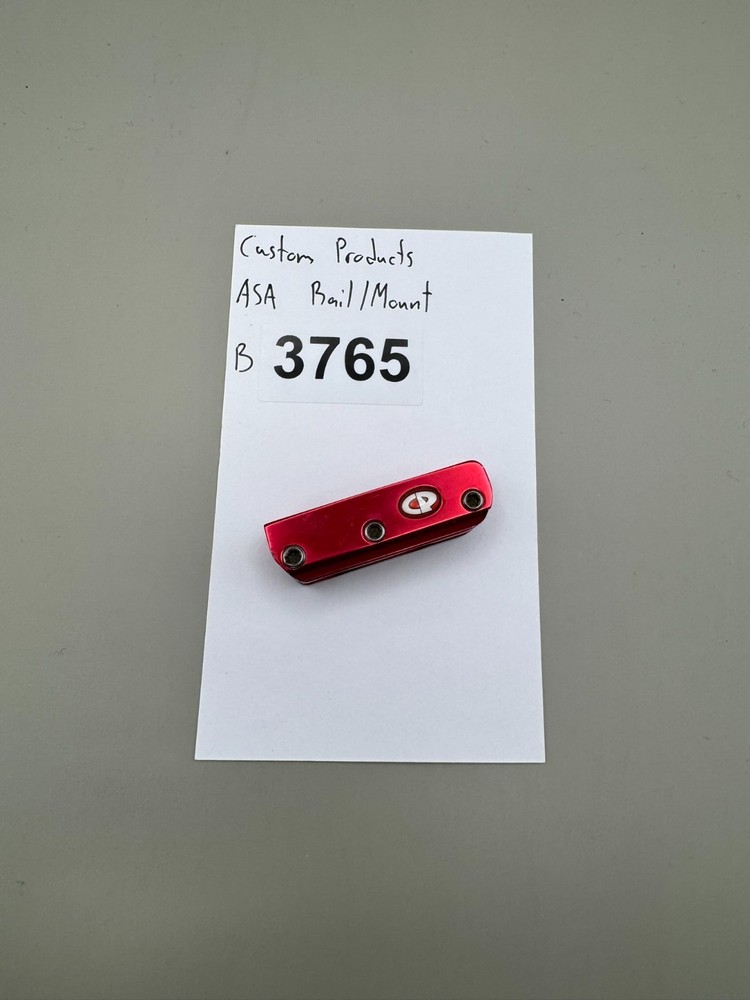 Custom Products
ASA Rail/Mount
B 3765
CP